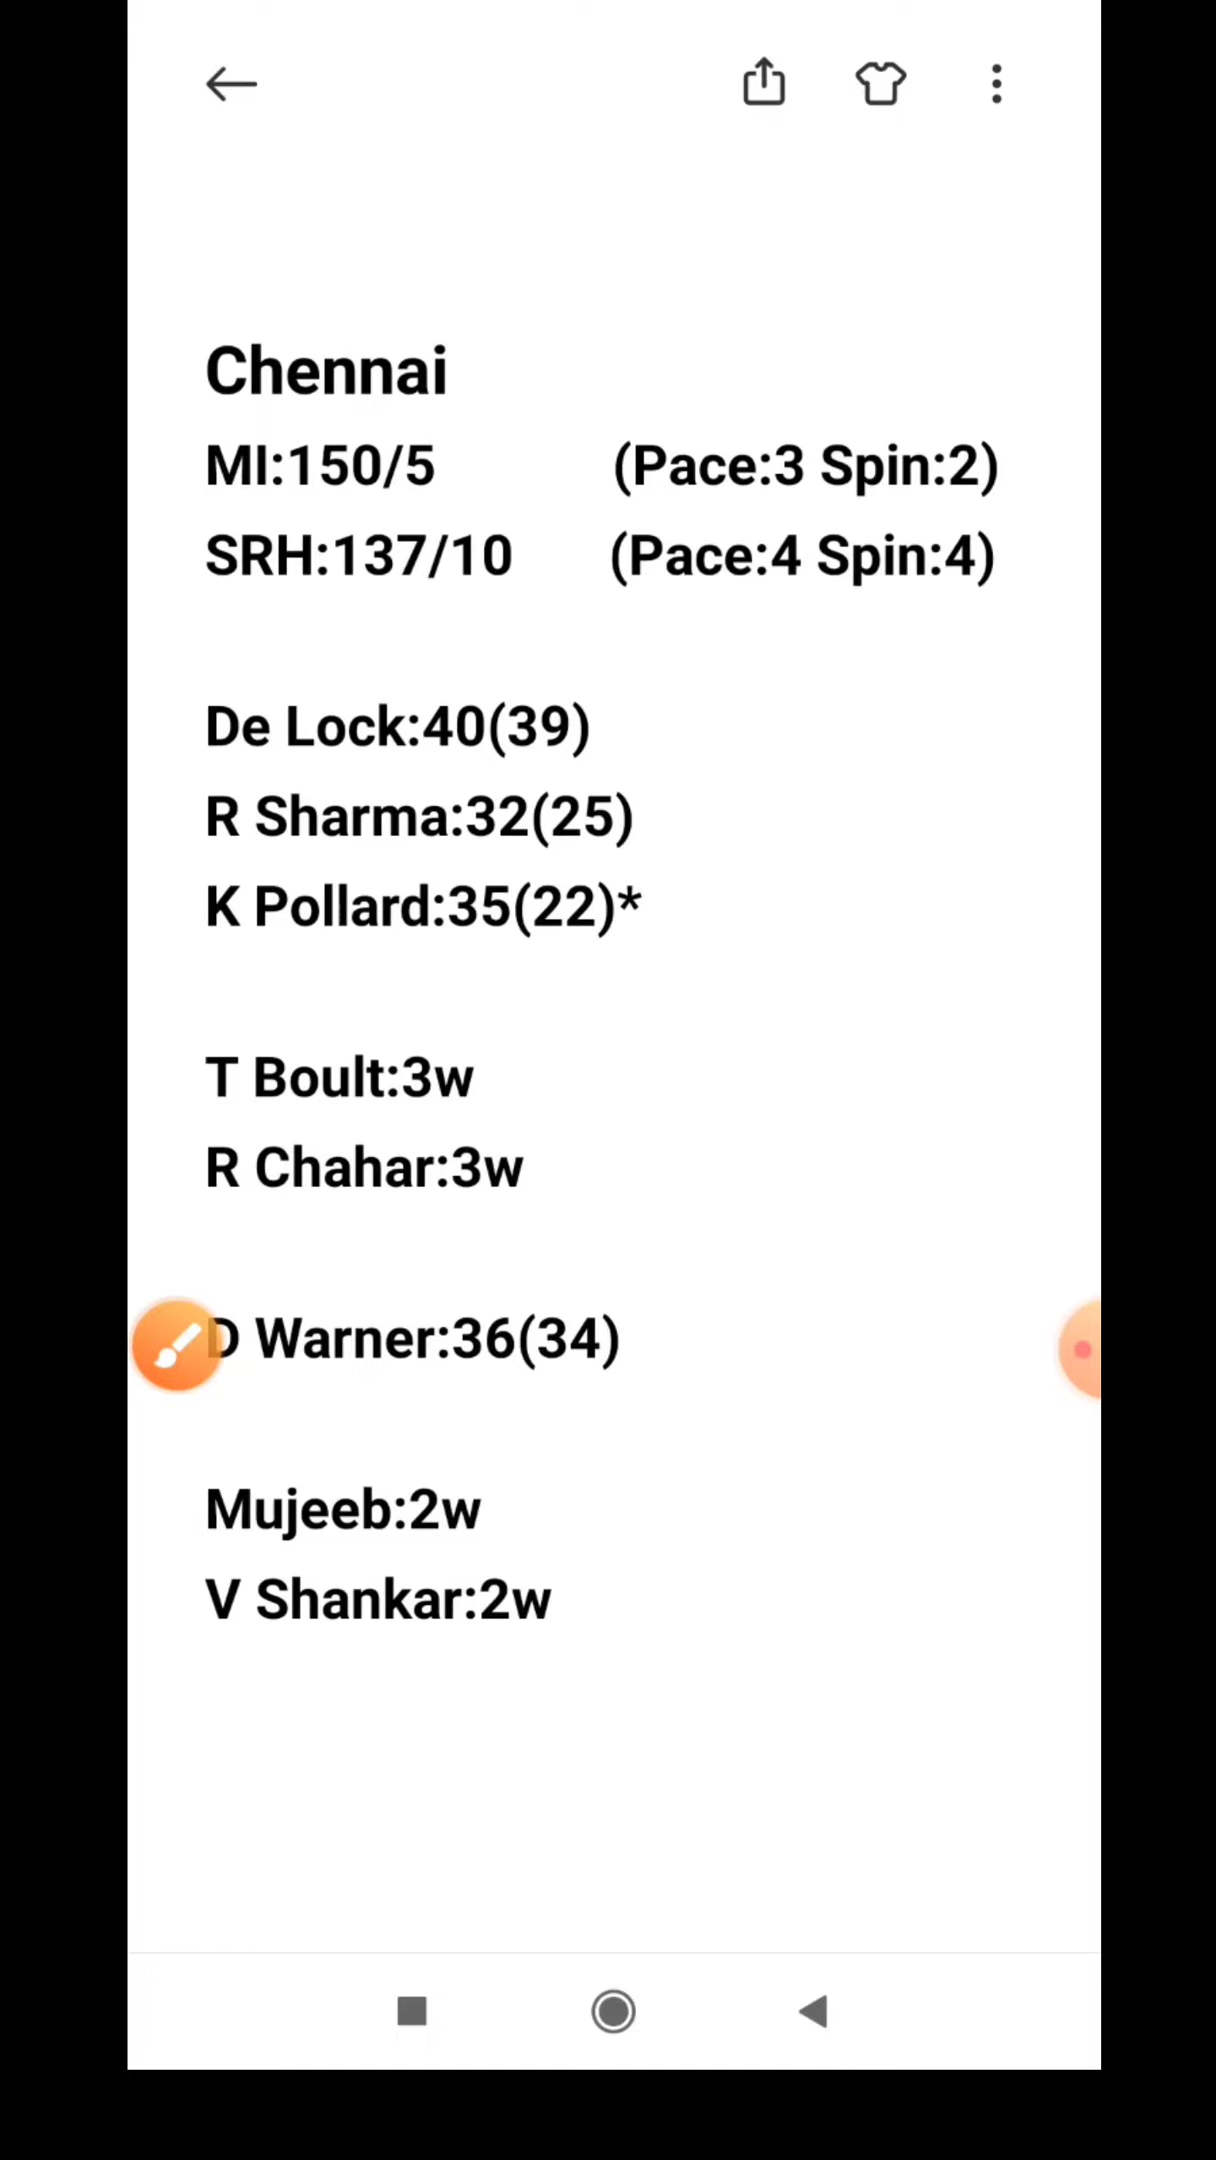 Chennai
MI:150/5 (Pace:3 Spin:2)
SRH:137/10 (Pace:4 Spin:4)
De Lock:40(39)
R Sharma:32(25)
K Pollard:35(22)*
T Boult:3w
R Chahar:3w
D Warner:36(34)
Mujeeb:2w
V Shankar:2w